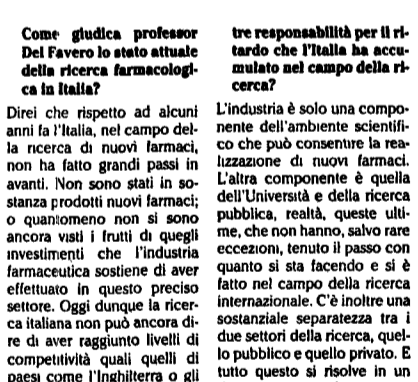 Come giudica professor
Del Favero lo stato attuale
della ricerca farmacologi-
ca in Italia?
Direi che rispetto ad alcuni
anni fa l'Italia, nel campo del-
la ricerca di nuovi farmaci,
non ha fatto grandi passi in
avanti. Non sono stati in so-
stanza prodotti nuovi farmaci;
o quantomeno non si sono
ancora visti i frutti di quegli
investimenti che l'industria
farmaceutica sostiene di aver
effettuato in questo preciso
settore. Oggi dunque la ricer-
ca italiana non può ancora di-
re di aver raggiunto livelli di
competitività quali quelli di
paesi come l'Inghilterra o gli
tre responsabilità per il ri-
tardo che l'Italia ha accu-
mulato nel campo della ri-
cerca?
L'industria è solo una compo-
nente dell'ambiente scientifi-
co che può consentire la rea-
lizzazione di nuovi farmaci.
L'altra componente è quella
dell'Università e della ricerca
pubblica, realtà, queste ulti-
me, che non hanno, salvo rare
eccezioni, tenuto il passo con
quanto si sta facendo e si è
fatto nel campo della ricerca
internazionale. C'è inoltre una
sostanziale separatezza tra i
due settori della ricerca, quel-
lo pubblico e quello privato. E
tutto questo si risolve in un